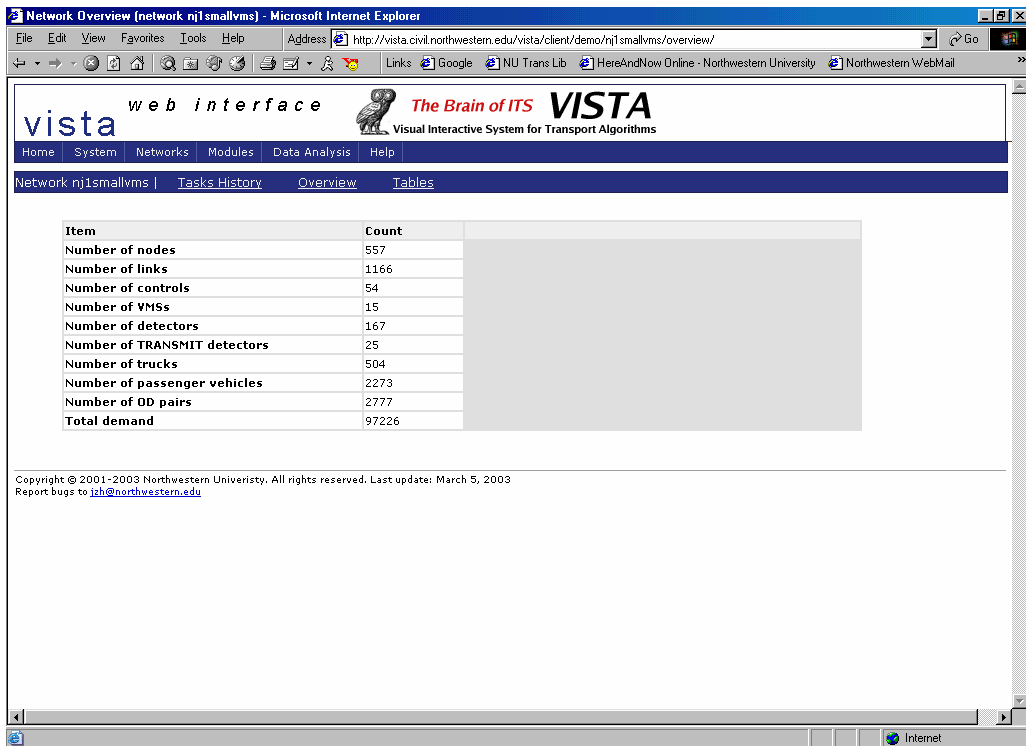 Network Overview (network nj1smallvms) - Microsoft Internet Explorer
File Edit View Favorites Tools Help Address http://vista.civil.northwestern.edu/vista/client/demo/nj1smallvms/overview/ Go
Links Google NU Trans Lib HereAndNow Online - Northwestern University Northwestern WebMail »
vista web interface The Brain of ITS VISTA
Visual Interactive System for Transport Algorithms
Home System Networks Modules Data Analysis Help
Network nj1smallvms | Tasks History Overview Tables
Item Count
Number of nodes 557
Number of links 1166
Number of controls 54
Number of VMSs 15
Number of detectors 167
Number of TRANSMIT detectors 25
Number of trucks 504
Number of passenger vehicles 2273
Number of OD pairs 2777
Total demand 97226
Copyright © 2001-2003 Northwestern Univeristy. All rights reserved. Last update: March 5, 2003
Report bugs to jzh@northwestern.edu
Internet